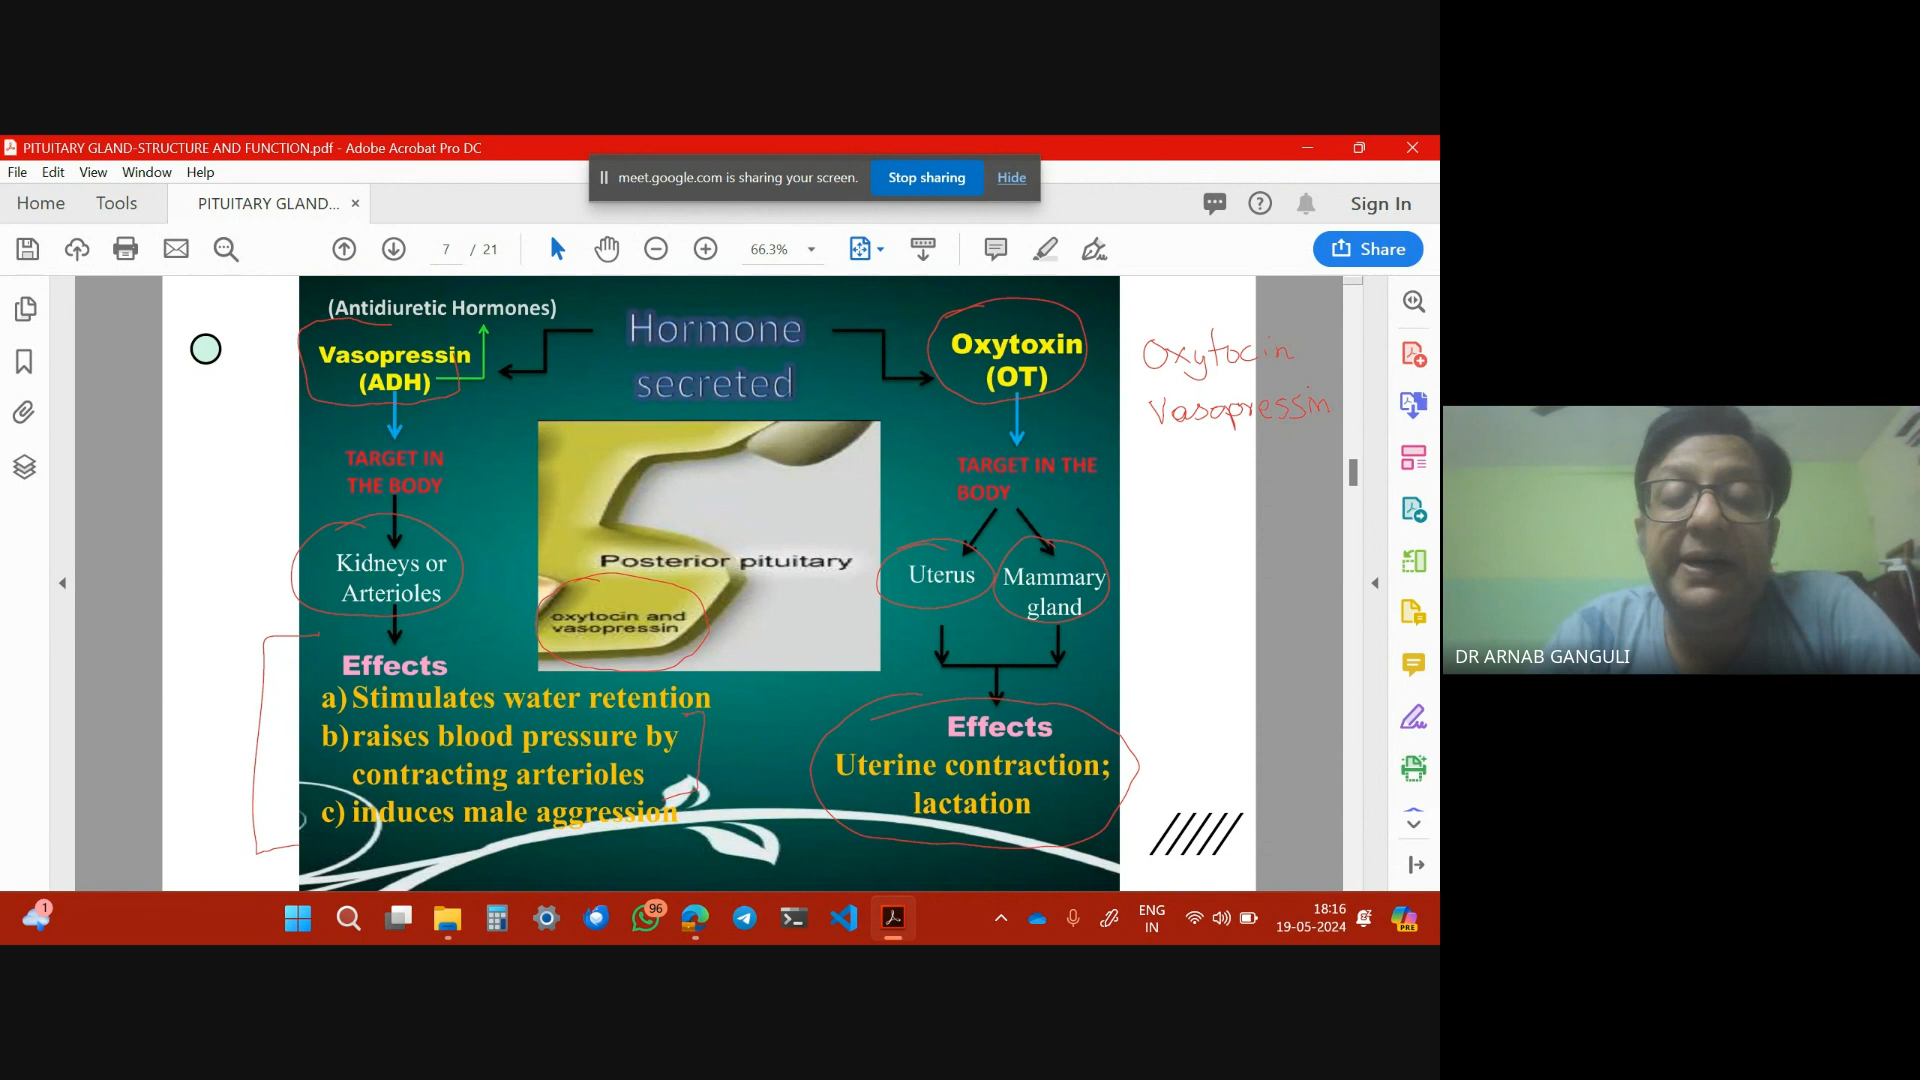 PITUITARY GLAND-STRUCTURE AND FUNCTION.pdf - Adobe Acrobat Pro DC
File Edit View Window Help
meet.google.com is sharing your screen. Stop sharing Hide
Home Tools PITUITARY GLAND... × Sign In
7 / 21 66.3% Share
(Antidiuretic Hormones)
Vasopressin
(ADH)
Hormone
secreted
Oxytoxin
(OT)
Oxytocin
Vasopressin
TARGET IN
THE BODY
TARGET IN THE
BODY
Kidneys or
Arterioles
Posterior pituitary
oxytocin and
vasopressin
Uterus
Mammary
gland
Effects
a) Stimulates water retention
b) raises blood pressure by
contracting arterioles
c) induces male aggression
Effects
Uterine contraction;
lactation
DR ARNAB GANGULI
1
96
ENG
IN
18:16
19-05-2024
PRE